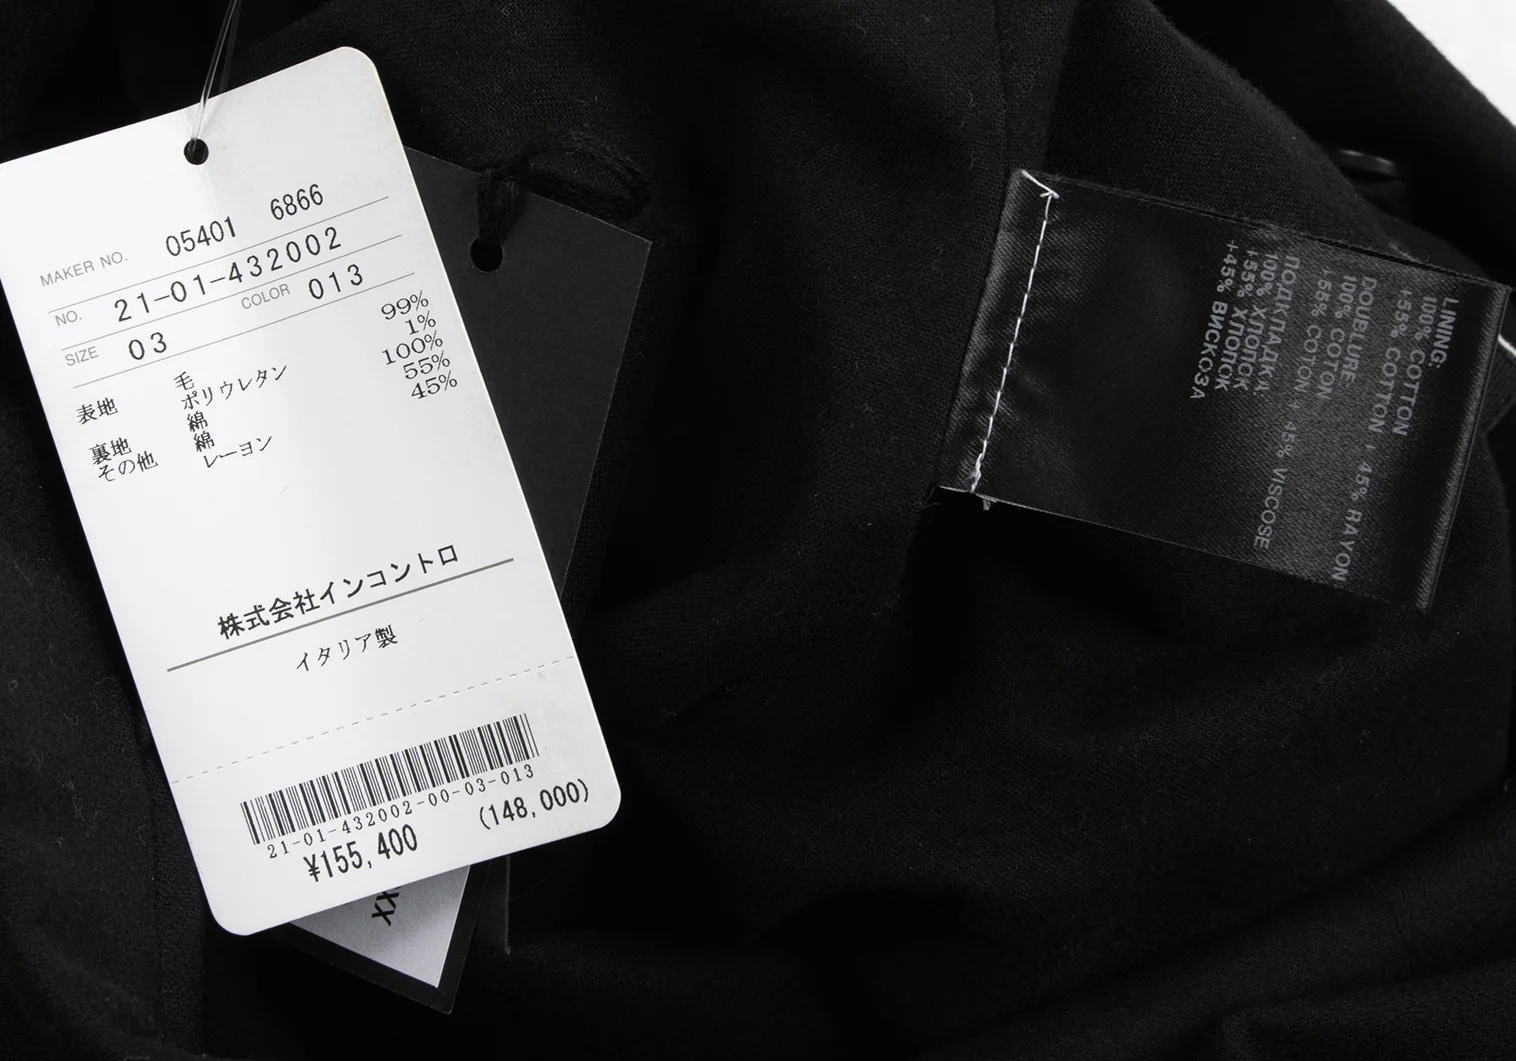 MAKER NO. 05401 6866
NO. 21-01-432002
SIZE 03 COLOR 013
表地 毛 99%
ポリウレタン 1%
裏地 綿 100%
その他 綿 55%
レーヨン 45%
株式会社インコントロ
イタリア製
21-01-432002-00-03-013
¥155,400 (148,000)
XX
LINING:
100% COTTON
+55% COTTON + 45% RAYON
DOUBLURE:
100% COTON
+55% COTON + 45% VISCOSE
ПОДКЛАДКА:
100% ХЛОПОК
+55% ХЛОПОК
+45% ВИСКОЗА